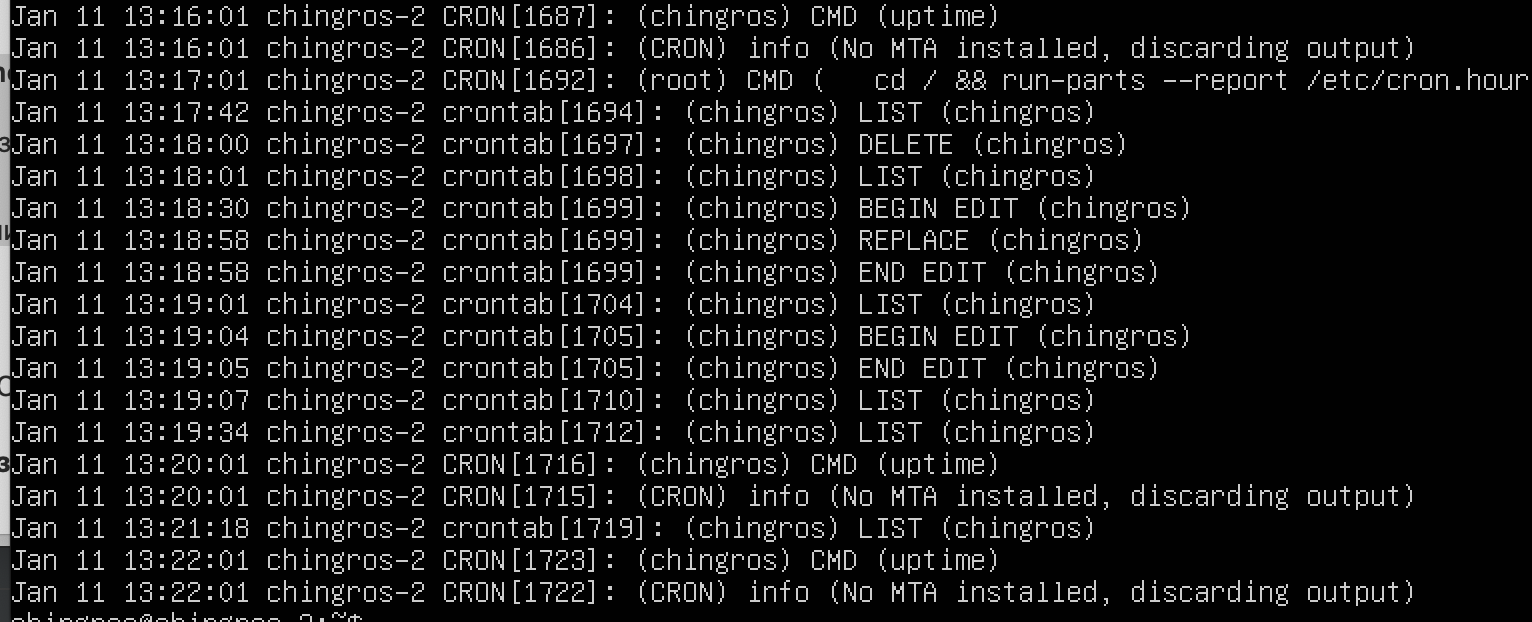 Jan 11 13:16:01 chingros-2 CRON[1687]: (chingros) CMD (uptime)
Jan 11 13:16:01 chingros-2 CRON[1686]: (CRON) info (No MTA installed, discarding output)
Jan 11 13:17:01 chingros-2 CRON[1692]: (root) CMD (   cd / && run-parts --report /etc/cron.hour
Jan 11 13:17:42 chingros-2 crontab[1694]: (chingros) LIST (chingros)
Jan 11 13:18:00 chingros-2 crontab[1697]: (chingros) DELETE (chingros)
Jan 11 13:18:01 chingros-2 crontab[1698]: (chingros) LIST (chingros)
Jan 11 13:18:30 chingros-2 crontab[1699]: (chingros) BEGIN EDIT (chingros)
Jan 11 13:18:58 chingros-2 crontab[1699]: (chingros) REPLACE (chingros)
Jan 11 13:18:58 chingros-2 crontab[1699]: (chingros) END EDIT (chingros)
Jan 11 13:19:01 chingros-2 crontab[1704]: (chingros) LIST (chingros)
Jan 11 13:19:04 chingros-2 crontab[1705]: (chingros) BEGIN EDIT (chingros)
Jan 11 13:19:05 chingros-2 crontab[1705]: (chingros) END EDIT (chingros)
Jan 11 13:19:07 chingros-2 crontab[1710]: (chingros) LIST (chingros)
Jan 11 13:19:34 chingros-2 crontab[1712]: (chingros) LIST (chingros)
Jan 11 13:20:01 chingros-2 CRON[1716]: (chingros) CMD (uptime)
Jan 11 13:20:01 chingros-2 CRON[1715]: (CRON) info (No MTA installed, discarding output)
Jan 11 13:21:18 chingros-2 crontab[1719]: (chingros) LIST (chingros)
Jan 11 13:22:01 chingros-2 CRON[1723]: (chingros) CMD (uptime)
Jan 11 13:22:01 chingros-2 CRON[1722]: (CRON) info (No MTA installed, discarding output)
chingros@chingros-2:~$